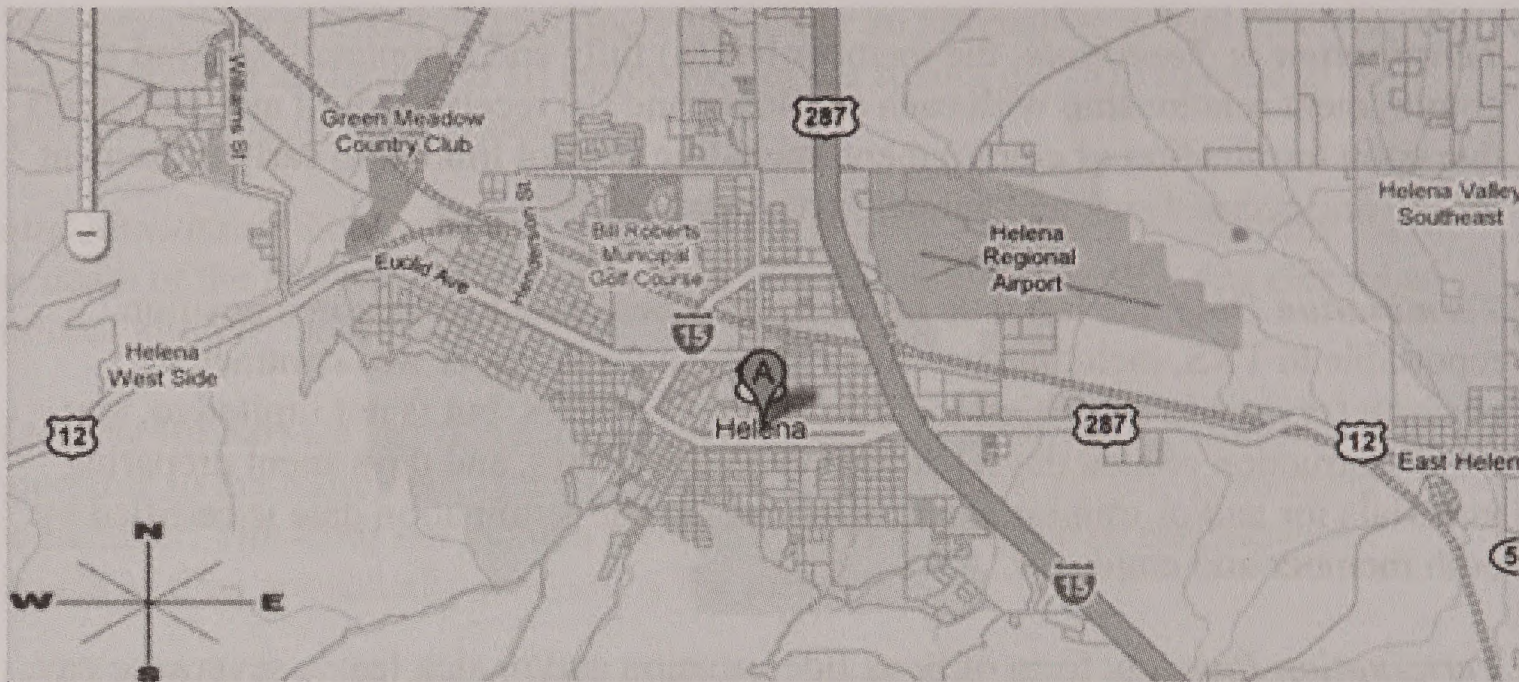 Williams St
Green Meadow
Country Club
287
Helena Valley
Southeast
Bill Roberts
Municipal
Golf Course
Helena
Regional
Airport
Euclid Ave
15
Helena
West Side
A
Helena
12
287
12
East Helen
N
W
E
S
15
5